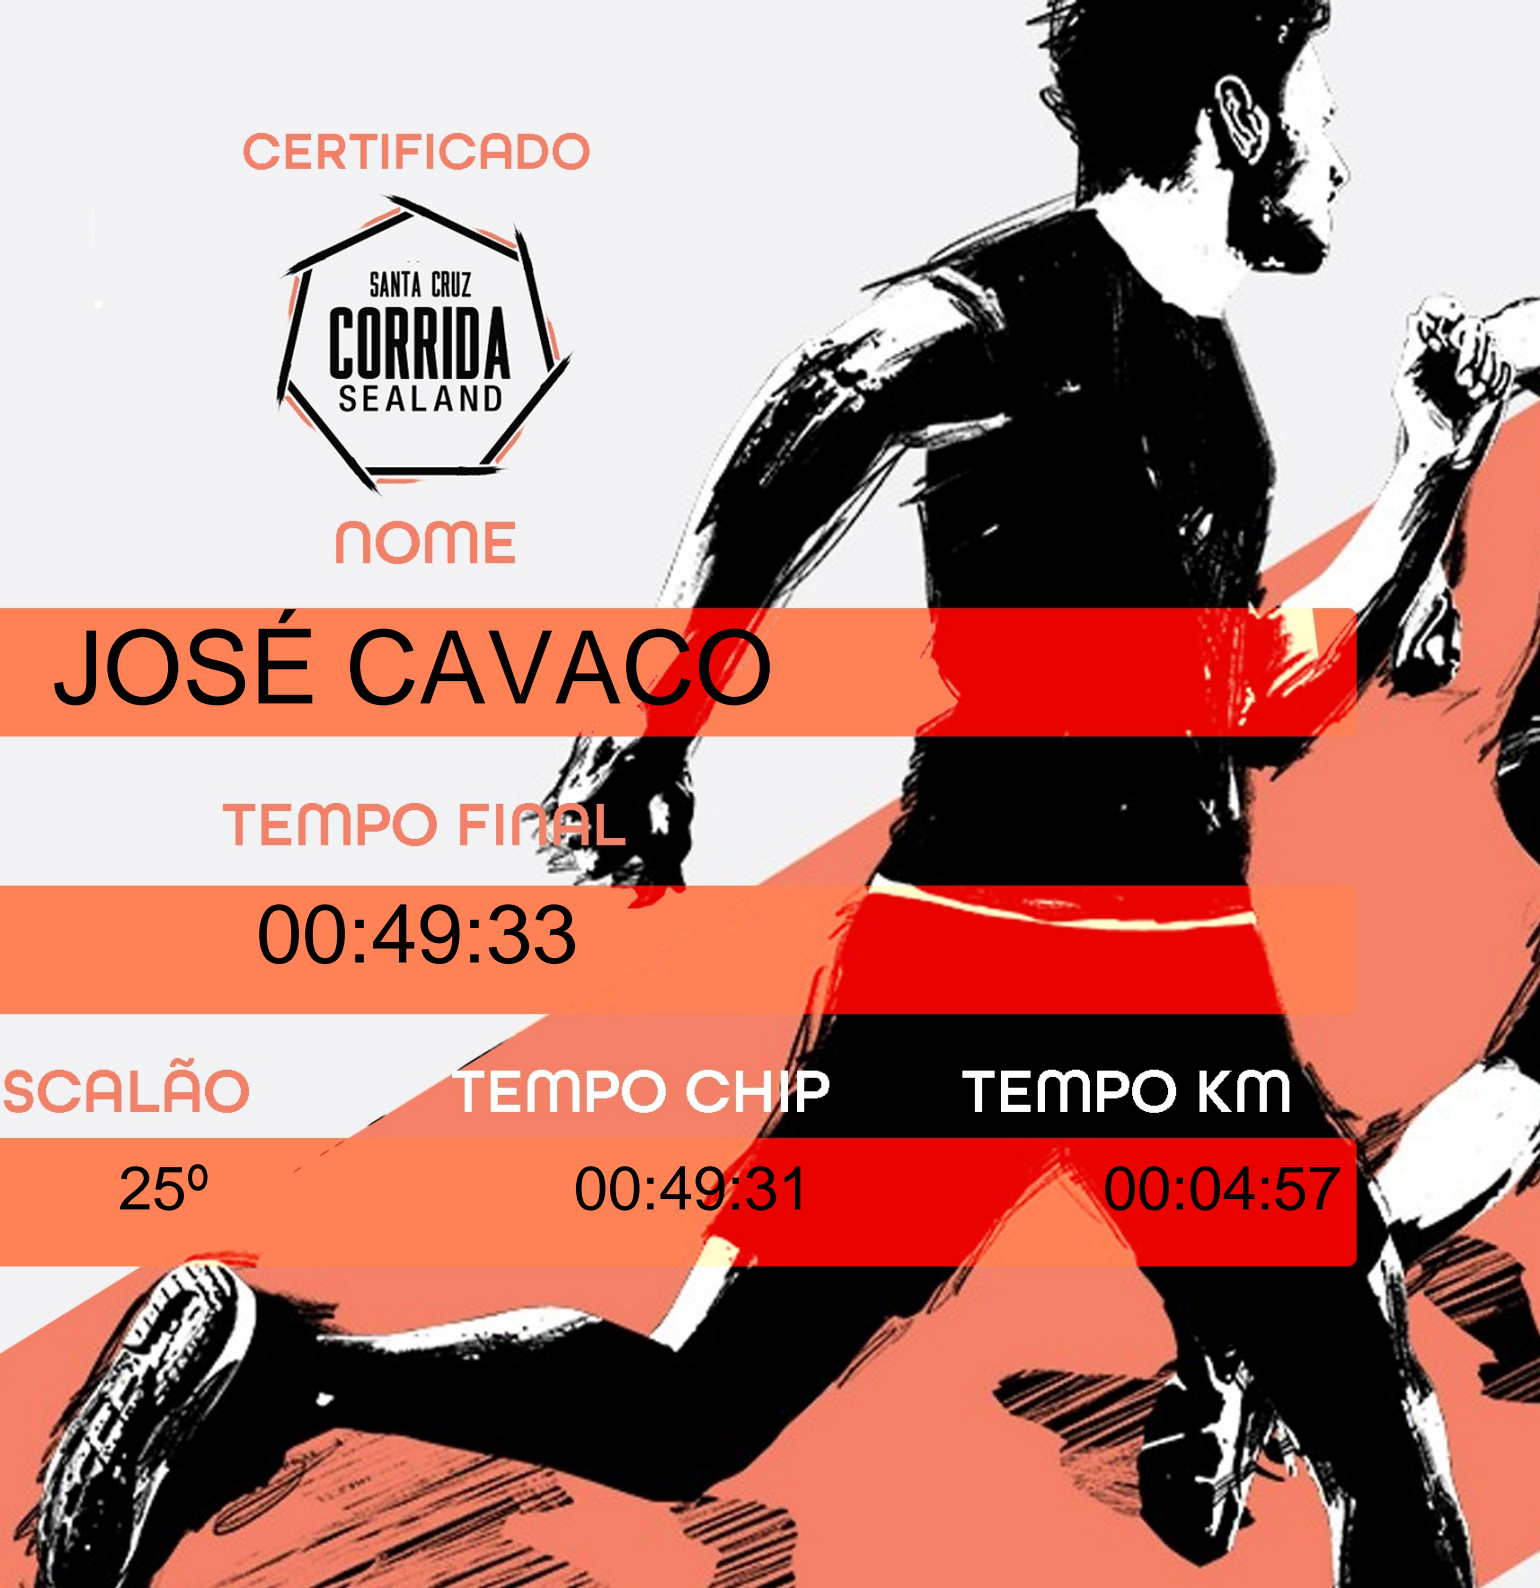 CERTIFICADO
SANTA CRUZ
CORRIDA
SEALAND
NOME
JOSÉ CAVACO
TEMPO FINAL
00:49:33
SCALÃO TEMPO CHIP TEMPO KM
25º 00:49:31 00:04:57